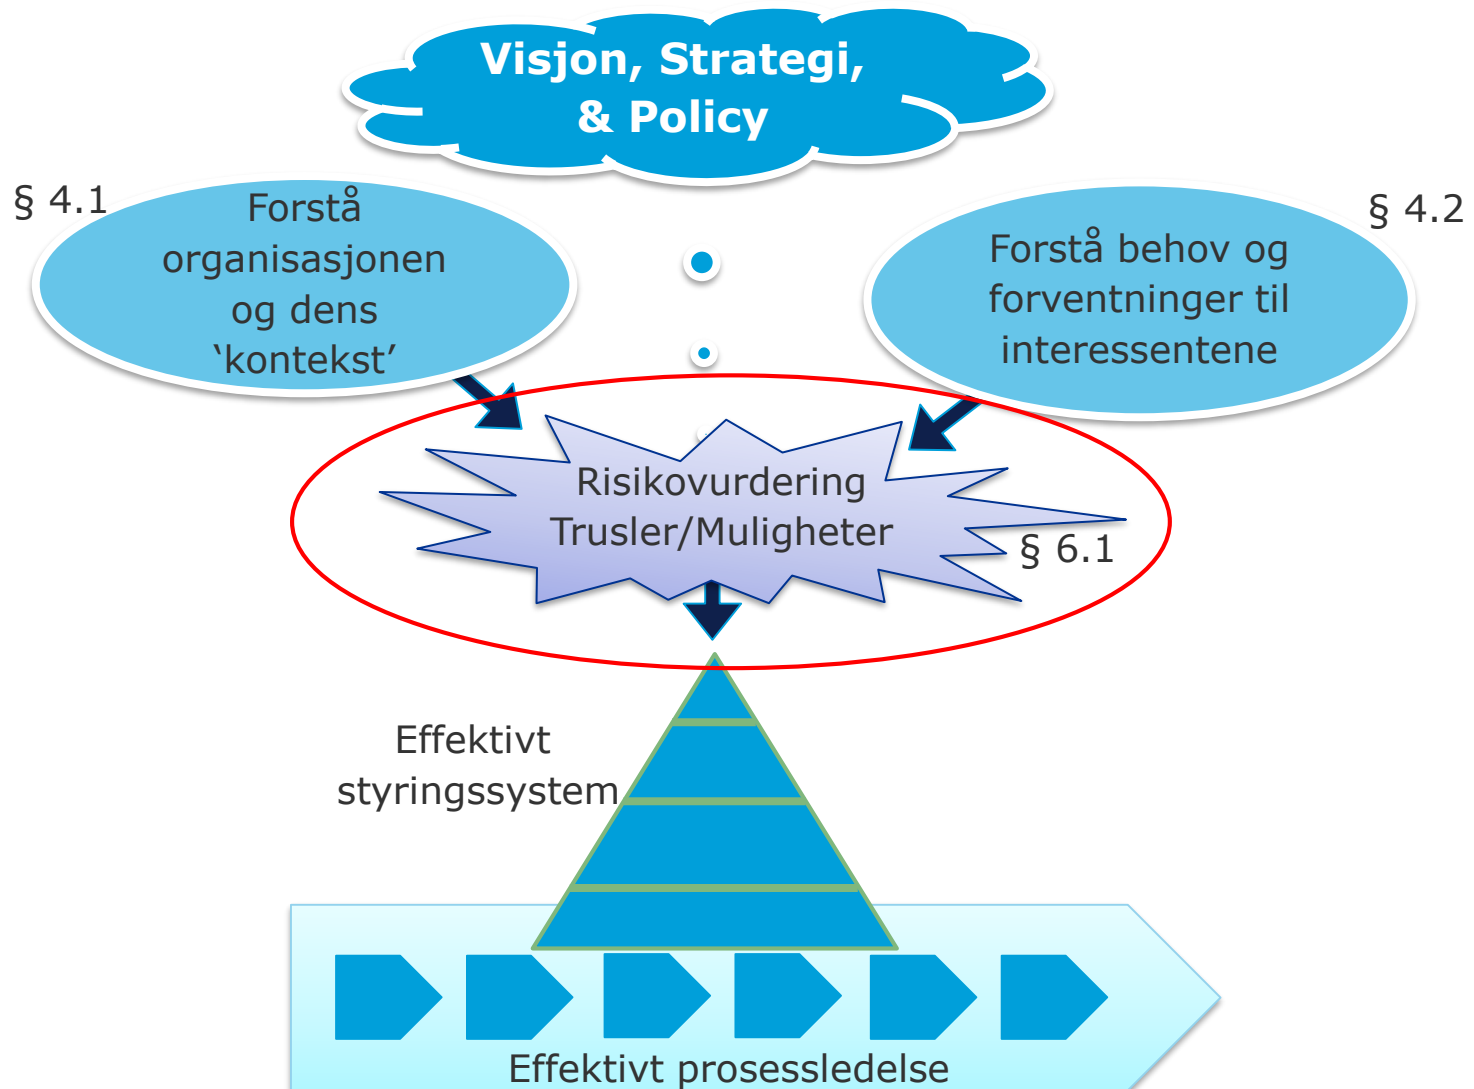 Visjon, Strategi,
& Policy
§ 4.1
Forstå
organisasjonen
og dens
‘kontekst’
§ 4.2
Forstå behov og
forventninger til
interessentene
Risikovurdering
Trusler/Muligheter
§ 6.1
Effektivt
styringssystem
Effektivt prosessledelse